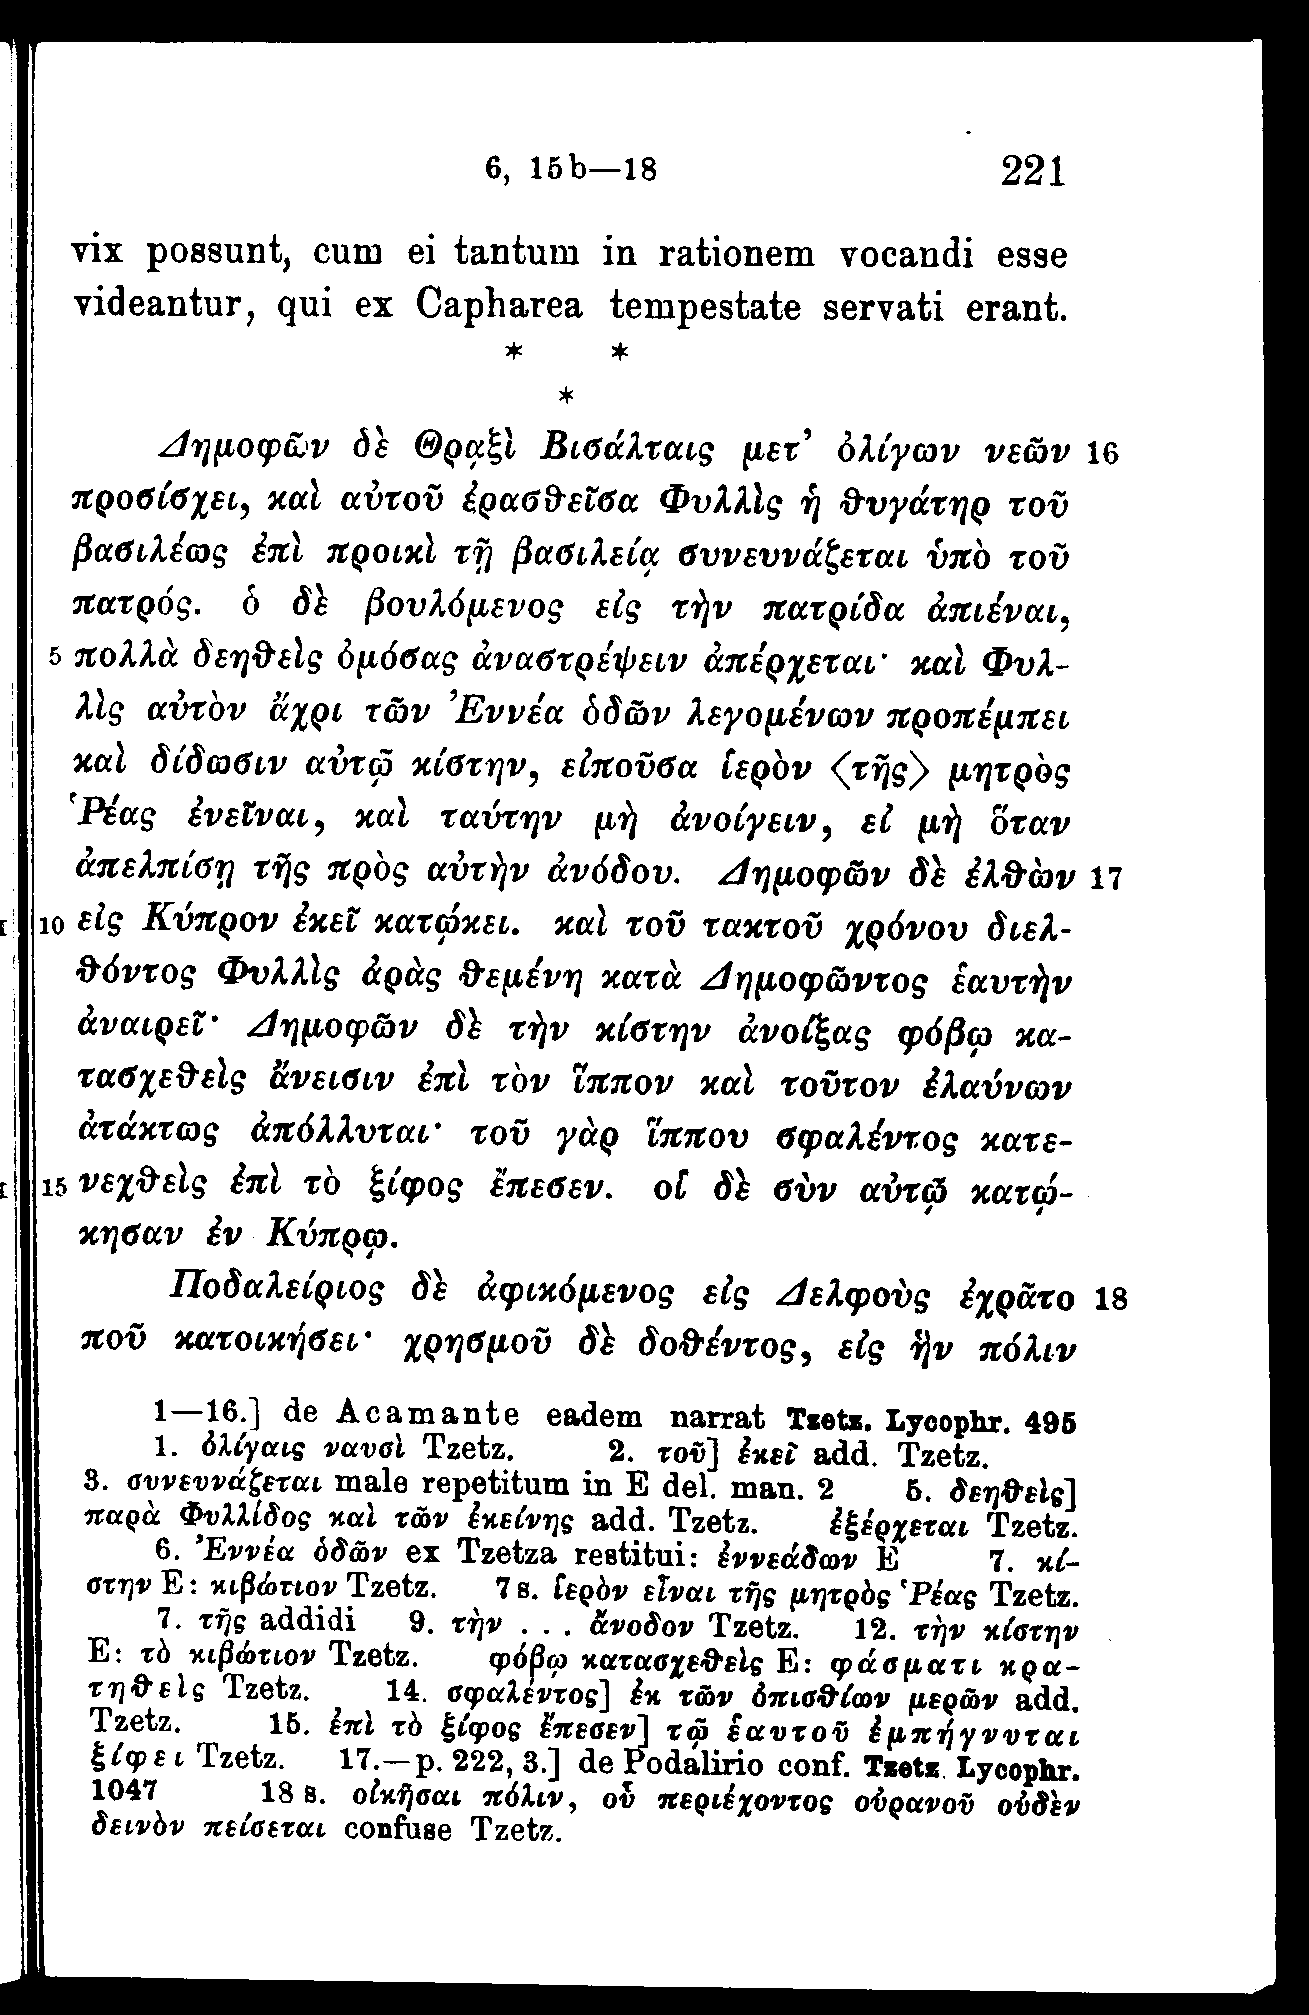 6, 15b—18 221
vix possunt, cum ei tantum in rationem vocandi esse
videantur, qui ex Capharea tempestate servati erant.
* *
*
Δημοφῶν δὲ Θρᾳξὶ Βισάλταις μετ’ ὀλίγων νεῶν 16
προσίσχει, καὶ αὐτοῦ ἐρασθεῖσα Φυλλὶς ἡ θυγάτηρ τοῦ
βασιλέως ἐπὶ προικὶ τῇ βασιλείᾳ συνευνάζεται ὑπὸ τοῦ
πατρός. ὁ δὲ βουλόμενος εἰς τὴν πατρίδα ἀπιέναι,
5 πολλὰ δεηθεὶς ὀμόσας ἀναστρέψειν ἀπέρχεται· καὶ Φυλ-
λὶς αὐτὸν ἄχρι τῶν Ἐννέα ὁδῶν λεγομένων προπέμπει
καὶ δίδωσιν αὐτῷ κίστην, εἰποῦσα ἱερὸν ⟨τῆς⟩ μητρὸς
Ῥέας ἐνεῖναι, καὶ ταύτην μὴ ἀνοίγειν, εἰ μὴ ὅταν
ἀπελπίσῃ τῆς πρὸς αὐτὴν ἀνόδου. Δημοφῶν δὲ ἐλθὼν 17
10 εἰς Κύπρον ἐκεῖ κατῴκει. καὶ τοῦ τακτοῦ χρόνου διελ-
θόντος Φυλλὶς ἀρὰς θεμένη κατὰ Δημοφῶντος ἑαυτὴν
ἀναιρεῖ· Δημοφῶν δὲ τὴν κίστην ἀνοίξας φόβῳ κα-
τασχεθεὶς ἄνεισιν ἐπὶ τὸν ἵππον καὶ τοῦτον ἐλαύνων
ἀτάκτως ἀπόλλυται· τοῦ γὰρ ἵππου σφαλέντος κατε-
15 νεχθεὶς ἐπὶ τὸ ξίφος ἔπεσεν. οἱ δὲ σὺν αὐτῷ κατῴ-
κησαν ἐν Κύπρῳ.
Ποδαλείριος δὲ ἀφικόμενος εἰς Δελφοὺς ἐχρᾶτο 18
ποῦ κατοικήσει· χρησμοῦ δὲ δοθέντος, εἰς ἣν πόλιν
1—16.] de Acamante eadem narrat Tzetz. Lycophr. 495
1. ὀλίγαις ναυσὶ Tzetz. 2. τοῦ] ἐκεῖ add. Tzetz.
3. συνευνάζεται male repetitum in E del. man. 2 5. δεηθεὶς]
παρὰ Φυλλίδος καὶ τῶν ἐκείνης add. Tzetz. ἐξέρχεται Tzetz.
6. Ἐννέα ὁδῶν ex Tzetza restitui: ἐννεάδων E 7. κί-
στην E: κιβώτιον Tzetz. 7 s. ἱερὸν εἶναι τῆς μητρὸς Ῥέας Tzetz.
7. τῆς addidi 9. τὴν . . . ἄνοδον Tzetz. 12. τὴν κίστην
E: τὸ κιβώτιον Tzetz. φόβῳ κατασχεθεὶς E: φάσματι κρα-
τηθεὶς Tzetz. 14. σφαλέντος] ἐκ τῶν ὀπισθίων μερῶν add.
Tzetz. 15. ἐπὶ τὸ ξίφος ἔπεσεν] τῷ ἑαυτοῦ ἐμπήγνυται
ξίφει Tzetz. 17.—p. 222, 3.] de Podalirio conf. Tzetz. Lycophr.
1047 18 s. οἰκῆσαι πόλιν, οὗ περιέχοντος οὐρανοῦ οὐδὲν
δεινὸν πείσεται confuse Tzetz.